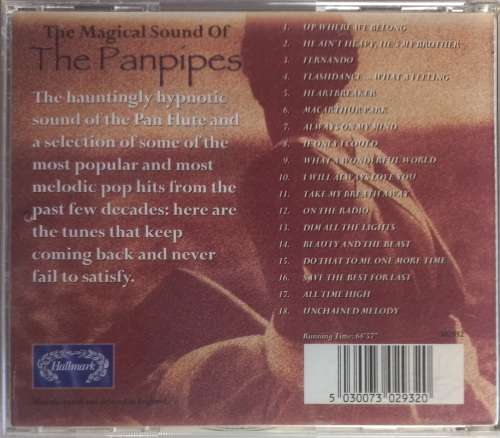 The Magical Sound Of
The Panpipes
The hauntingly hypnotic
sound of the Pan Flute and
a selection of some of the
most popular and most
melodic pop hits from the
past few decades: here are
the tunes that keep
coming back and never
fail to satisfy.
1. UP WHERE WE BELONG
2. HE AIN'T HEAVY, HE'S MY BROTHER
3. FERNANDO
4. FLASHDANCE ... WHAT A FEELING
5. HEARTBREAKER
6. MACARTHUR PARK
7. ALWAYS ON MY MIND
8. IF ONLY I COULD
9. WHAT A WONDERFUL WORLD
10. I WILL ALWAYS LOVE YOU
11. TAKE MY BREATH AWAY
12. ON THE RADIO
13. DIM ALL THE LIGHTS
14. BEAUTY AND THE BEAST
15. DO THAT TO ME ONE MORE TIME
16. SAVE THE BEST FOR LAST
17. ALL TIME HIGH
18. UNCHAINED MELODY
Running Time: 66'57"
Hallmark
5 030073 029320